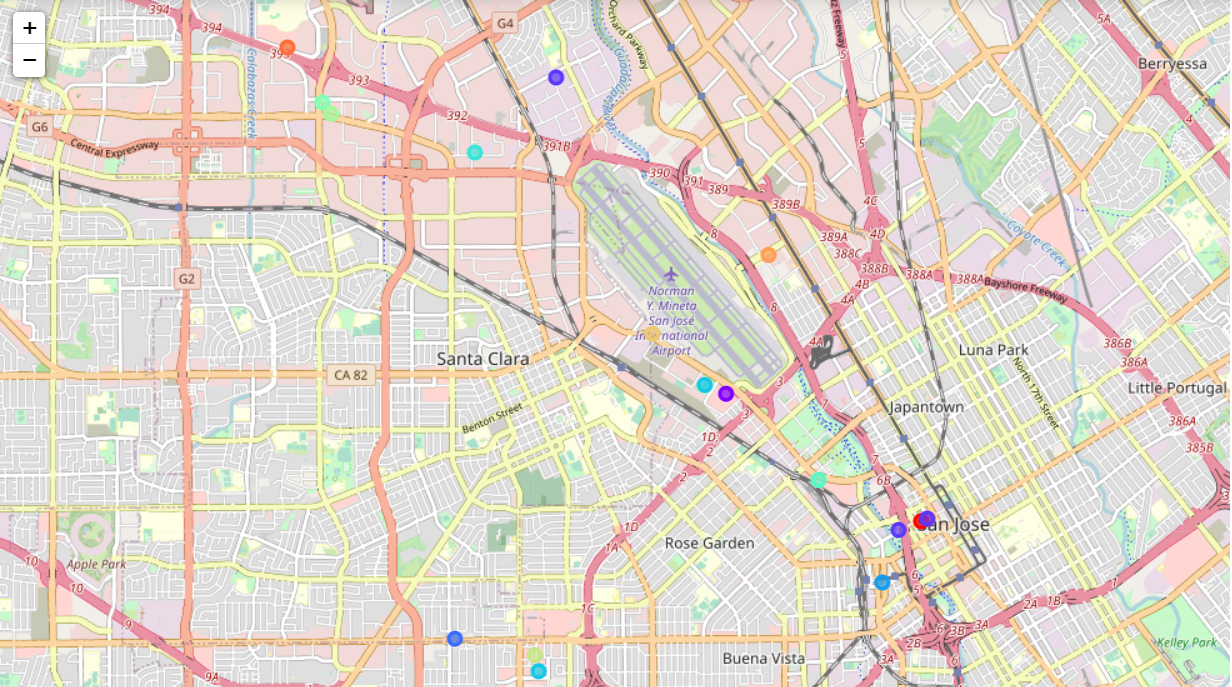 +
−
394
394
393
393
392
391B
390
391
389
389B
389A
388C
388B
388A
388A
4D
4C
4B
4A
4A
5
5
5A
4
G4
G6
G2
CA 82
Central Expressway
Calabazas Creek
Orchard Parkway
Berryessa
Coyote Creek
Bayshore Freeway
8
8
Norman
Y. Mineta
San José
International
Airport
Santa Clara
Benton Street
Luna Park
North 17th Street
386B
386A
Little Portugal
386A
385B
Japantown
3
3
7
7
1D
2
2
6B
1D
1A
San Jose
Rose Garden
Apple Park
10
10
9
9A
1C
6
5
1
1B
2A
3A
3B
2B
6
3A
6
Buena Vista
Kelley Park